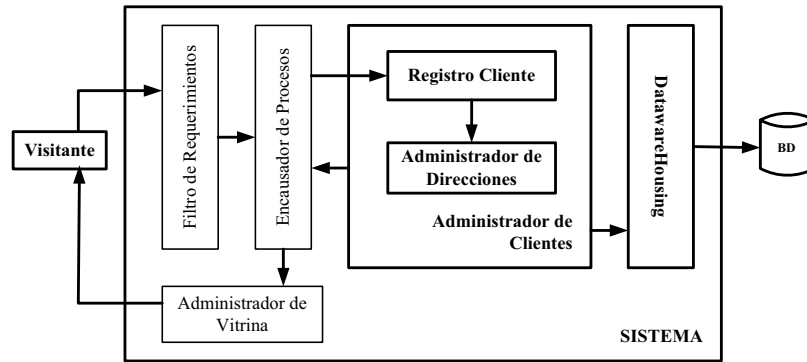 Visitante
Filtro de Requerimientos
Encausador de Procesos
Registro Cliente
Administrador de
Direcciones
Administrador de
Clientes
DatawareHousing
BD
Administrador de
Vitrina
SISTEMA